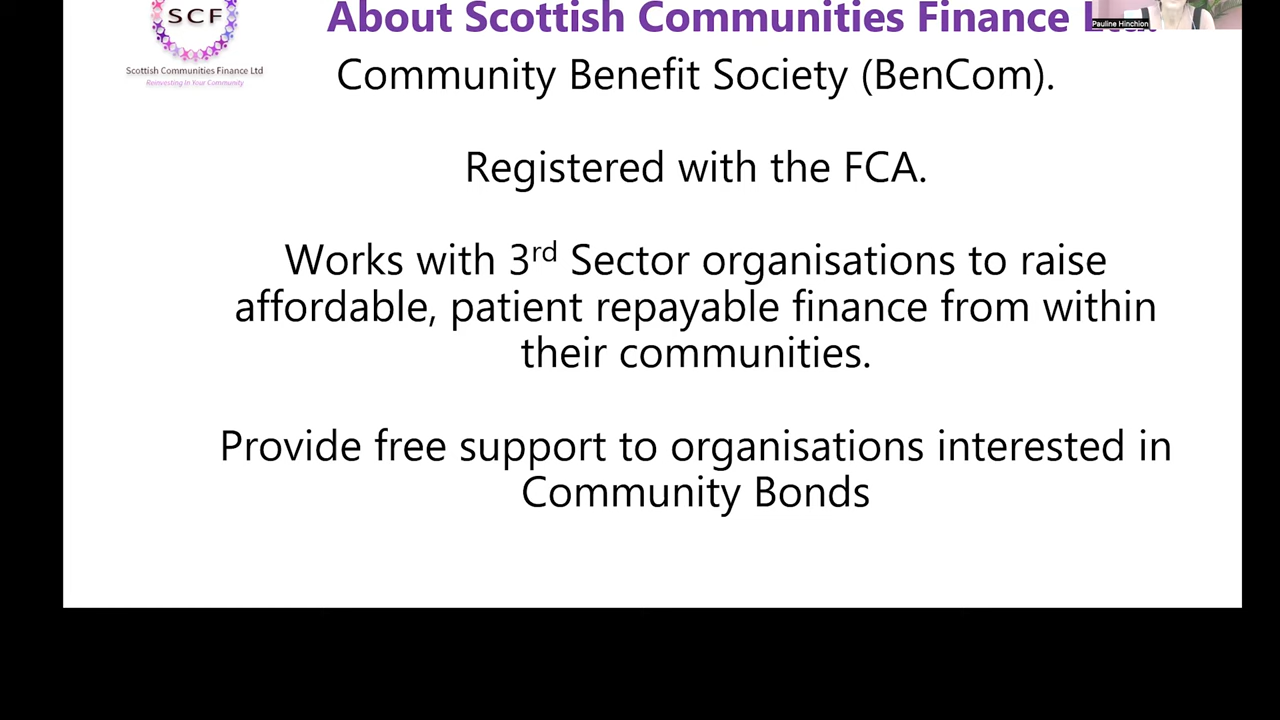 SCF
Scottish Communities Finance Ltd
Reinvesting In Your Community
About Scottish Communities Finance
Pauline Hinchion
Community Benefit Society (BenCom).
Registered with the FCA.
Works with 3rd Sector organisations to raise
affordable, patient repayable finance from within
their communities.
Provide free support to organisations interested in
Community Bonds